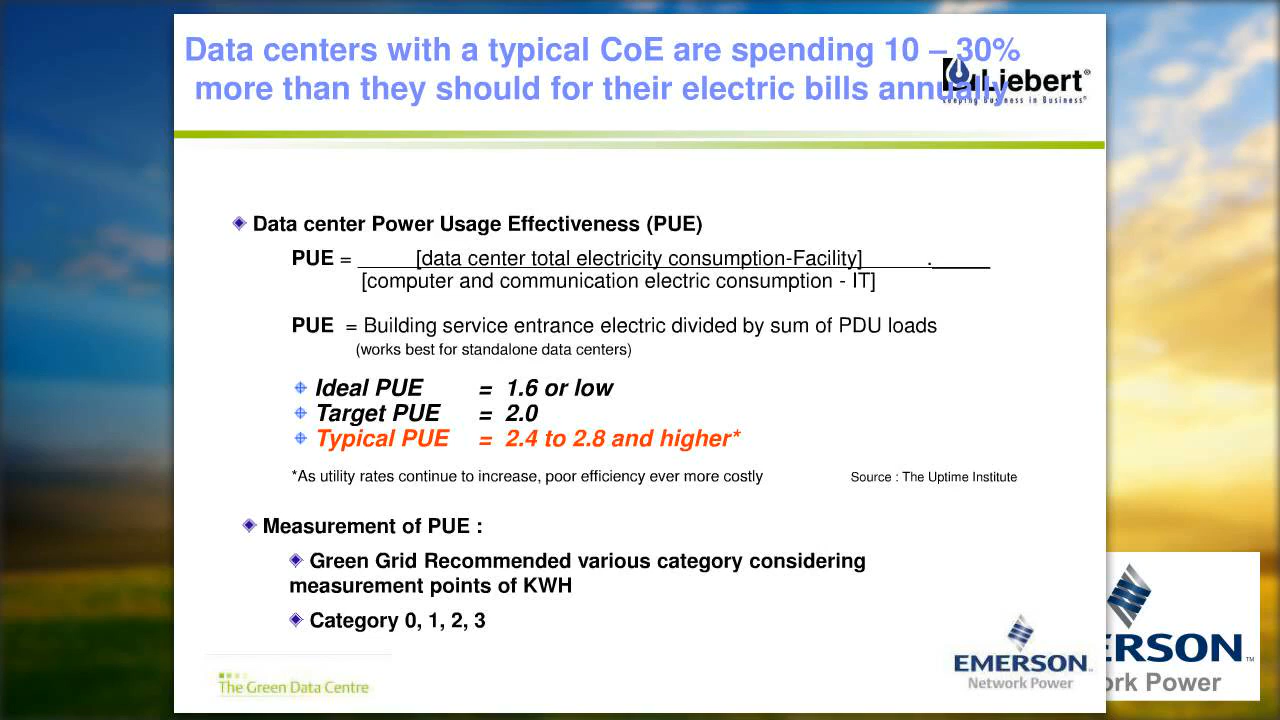 Data centers with a typical CoE are spending 10 – 30%
more than they should for their electric bills annually
Liebert®
Keeping Business in Business®
Data center Power Usage Effectiveness (PUE)
PUE = _____[data center total electricity consumption-Facility]______._____
[computer and communication electric consumption - IT]
PUE = Building service entrance electric divided by sum of PDU loads
(works best for standalone data centers)
Ideal PUE = 1.6 or low
Target PUE = 2.0
Typical PUE = 2.4 to 2.8 and higher*
*As utility rates continue to increase, poor efficiency ever more costly Source : The Uptime Institute
Measurement of PUE :
Green Grid Recommended various category considering
measurement points of KWH
Category 0, 1, 2, 3
The Green Data Centre
EMERSON™
Network Power
ERSON™
ork Power